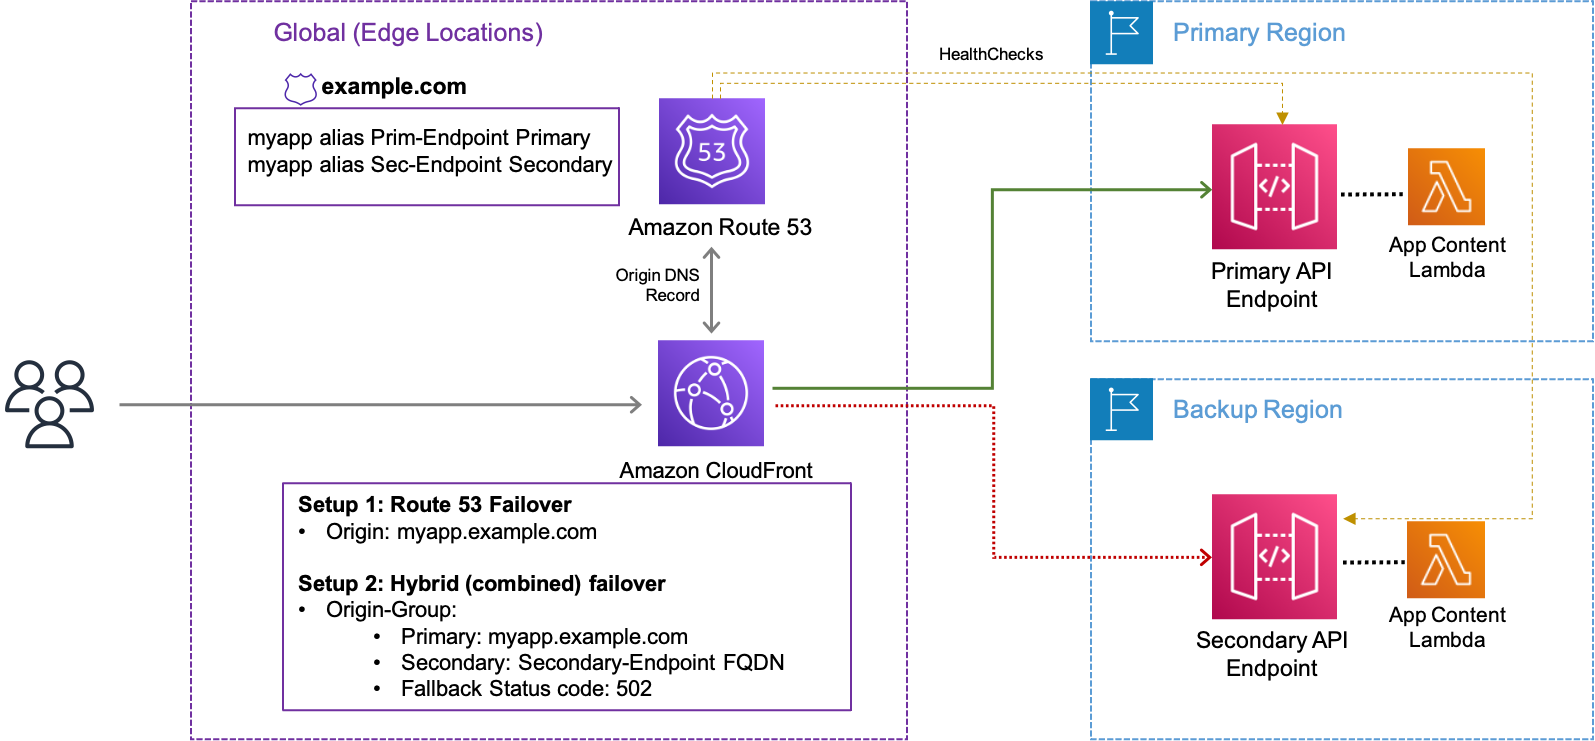 Global (Edge Locations)
example.com
myapp alias Prim-Endpoint Primary
myapp alias Sec-Endpoint Secondary
53
Amazon Route 53
Origin DNS
Record
Amazon CloudFront
Setup 1: Route 53 Failover
• Origin: myapp.example.com
Setup 2: Hybrid (combined) failover
• Origin-Group:
• Primary: myapp.example.com
• Secondary: Secondary-Endpoint FQDN
• Fallback Status code: 502
HealthChecks
Primary Region
</>
Primary API
Endpoint
App Content
Lambda
Backup Region
</>
Secondary API
Endpoint
App Content
Lambda